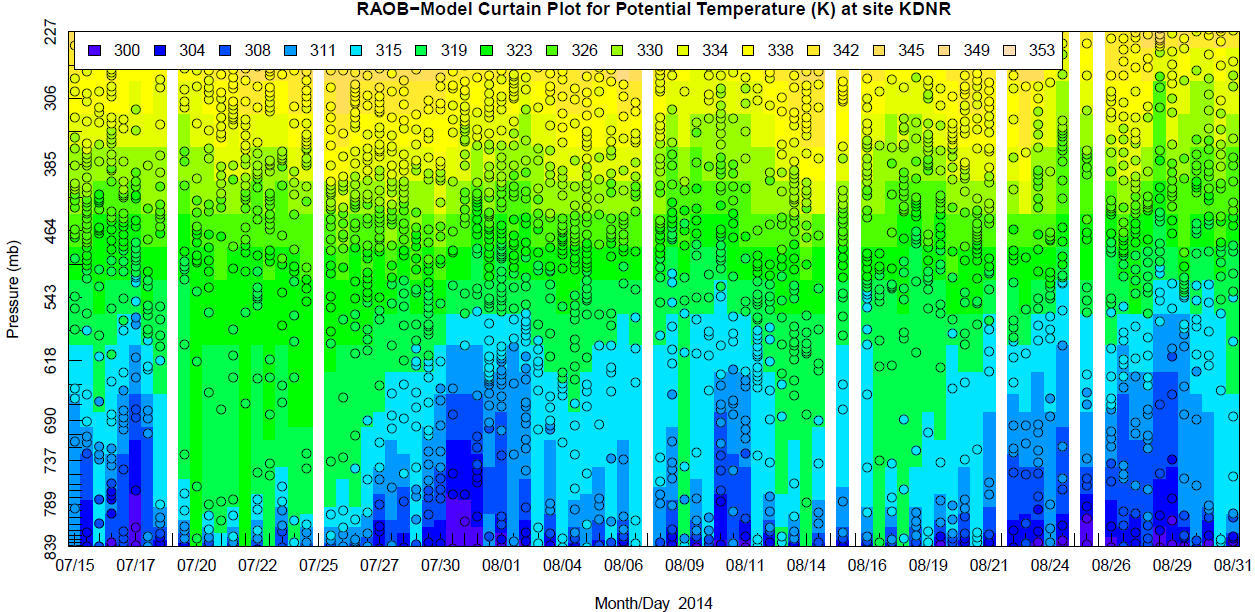 RAOB−Model Curtain Plot for Potential Temperature (K) at site KDNR
300 304 308 311 315 319 323 326 330 334 338 342 345 349 353
227
306
385
464
543
618
690
737
789
839
Pressure (mb)
07/15 07/17 07/20 07/22 07/25 07/27 07/30 08/01 08/04 08/06 08/09 08/11 08/14 08/16 08/19 08/21 08/24 08/26 08/29 08/31
Month/Day 2014